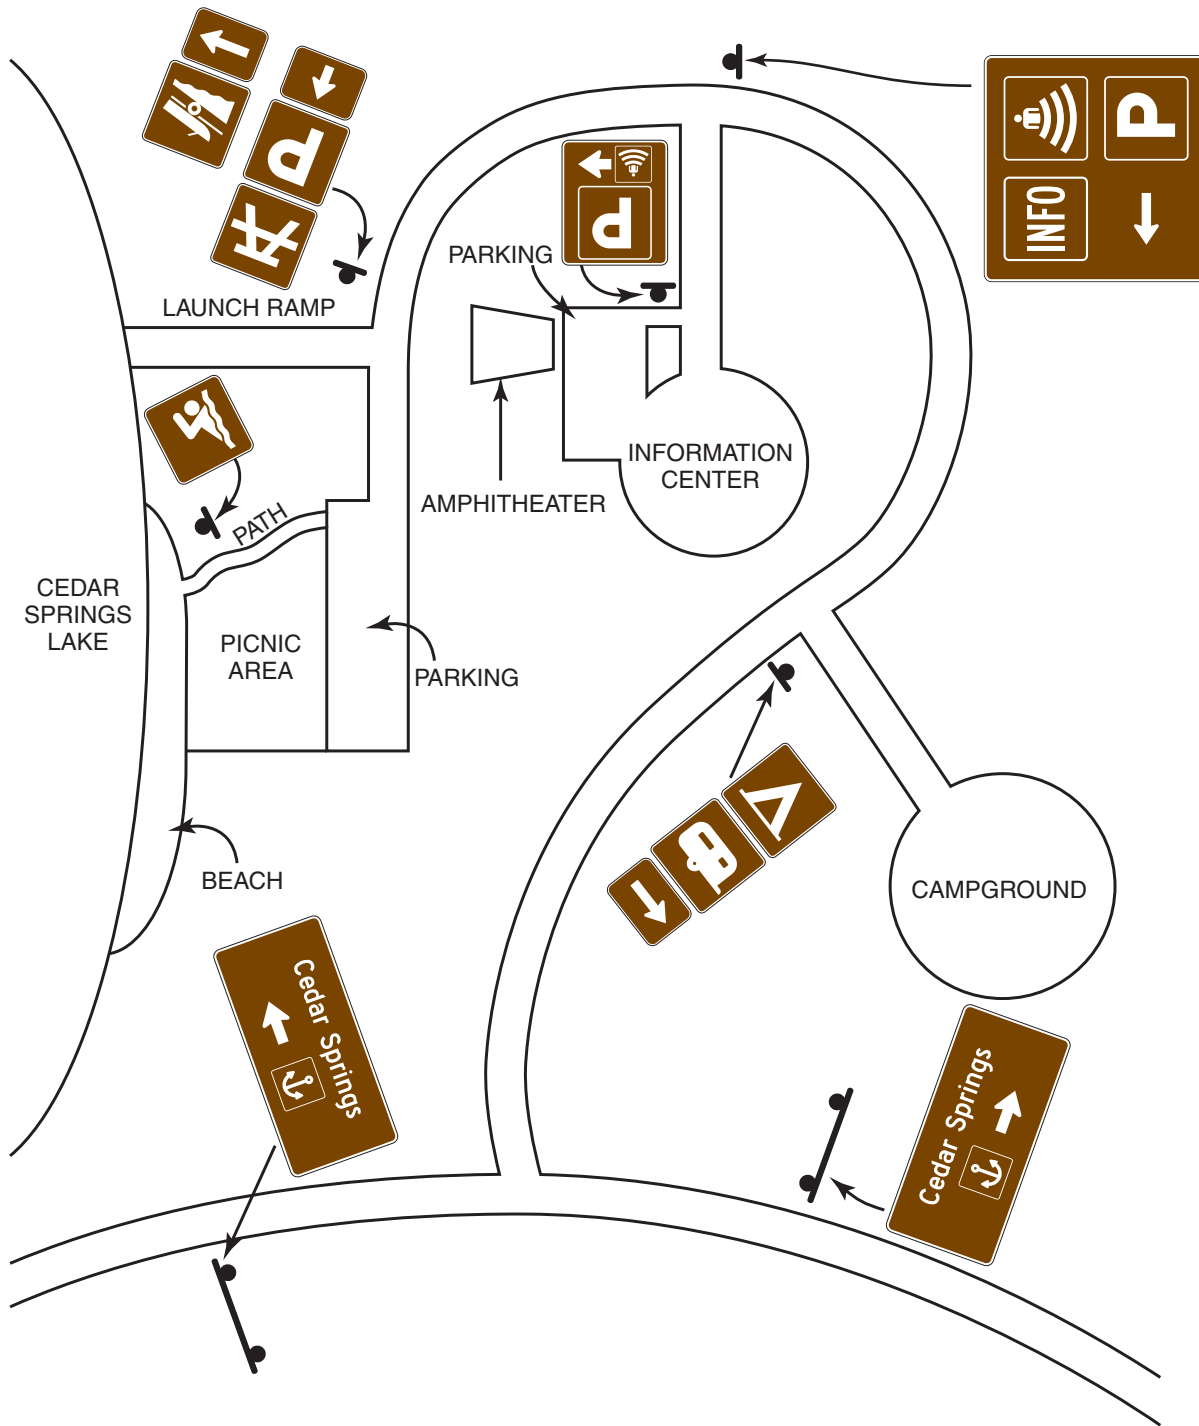 P
P
P
INFO
PARKING
LAUNCH RAMP
INFORMATION
CENTER
AMPHITHEATER
PATH
CEDAR
SPRINGS
LAKE
PICNIC
AREA
PARKING
BEACH
CAMPGROUND
Cedar Springs
Cedar Springs